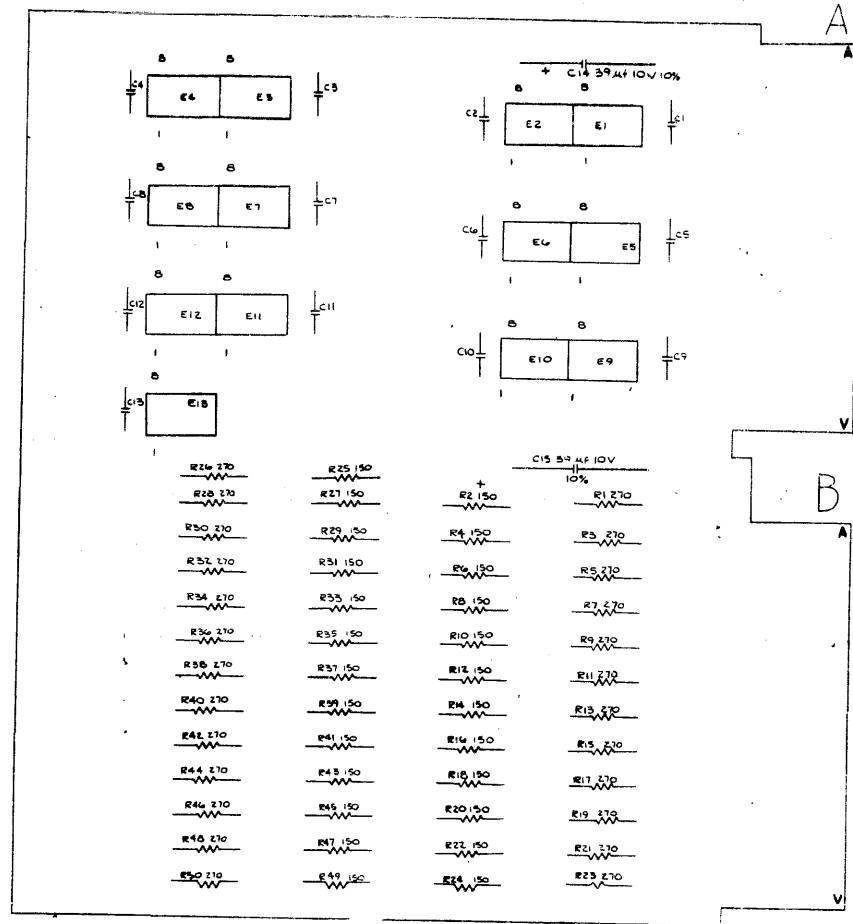 A
A
8 8
C4 E4 E3 C3
1 1
+ C14 39 µf 10V 10%
8 8
C2 E2 E1 C1
1 1
8 8
C8 E8 E7 C7
1 1
8 8
C6 E6 E5 C5
1 1
8 8
C12 E12 E11 C11
1 1
8 8
C10 E10 E9 C9
1 1
8
C13 E13
1
V
B
C15 39 µf 10V
10%
+
A
R26 270 R25 150
R28 270 R27 150 R2 150 R1 270
R30 270 R29 150 R4 150 R3 270
R32 270 R31 150 R6 150 R5 270
R34 270 R33 150 R8 150 R7 270
R36 270 R35 150 R10 150 R9 270
R38 270 R37 150 R12 150 R11 270
R40 270 R39 150 R14 150 R13 270
R42 270 R41 150 R16 150 R15 270
R44 270 R43 150 R18 150 R17 270
R46 270 R45 150 R20 150 R19 270
R48 270 R47 150 R22 150 R21 270
R50 270 R49 150 R24 150 R23 270
V